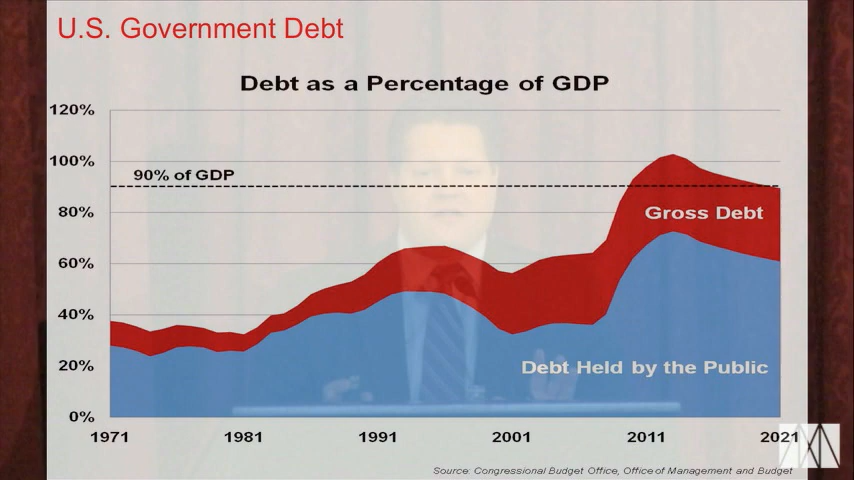 U.S. Government Debt
Debt as a Percentage of GDP
120%
100%
90% of GDP
80%
Gross Debt
60%
40%
Debt Held by the Public
20%
0%
1971 1981 1991 2001 2011 2021
Source: Congressional Budget Office, Office of Management and Budget